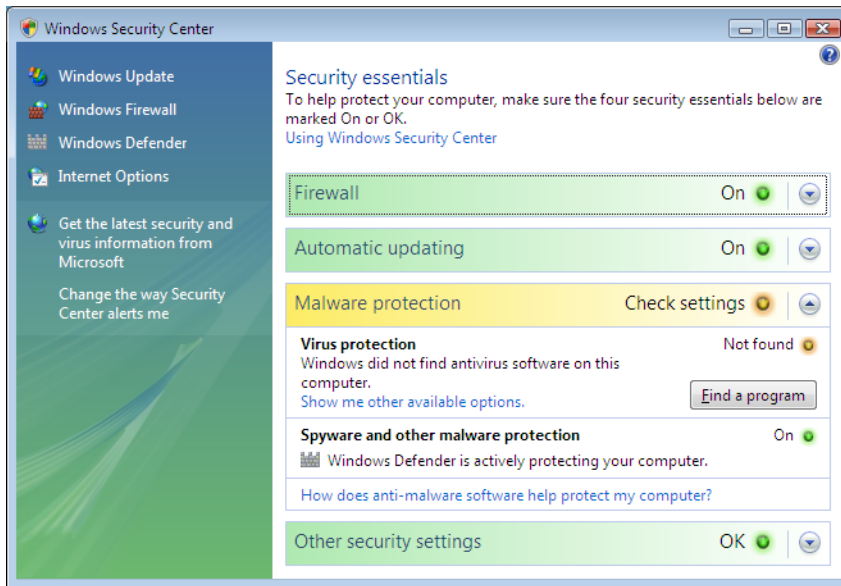 Windows Security Center
Windows Update
Windows Firewall
Windows Defender
Internet Options
Get the latest security and
virus information from
Microsoft
Change the way Security
Center alerts me
Security essentials
To help protect your computer, make sure the four security essentials below are
marked On or OK.
Using Windows Security Center
Firewall On
Automatic updating On
Malware protection Check settings
Virus protection Not found
Windows did not find antivirus software on this
computer.
Show me other available options.
Find a program
Spyware and other malware protection On
Windows Defender is actively protecting your computer.
How does anti-malware software help protect my computer?
Other security settings OK